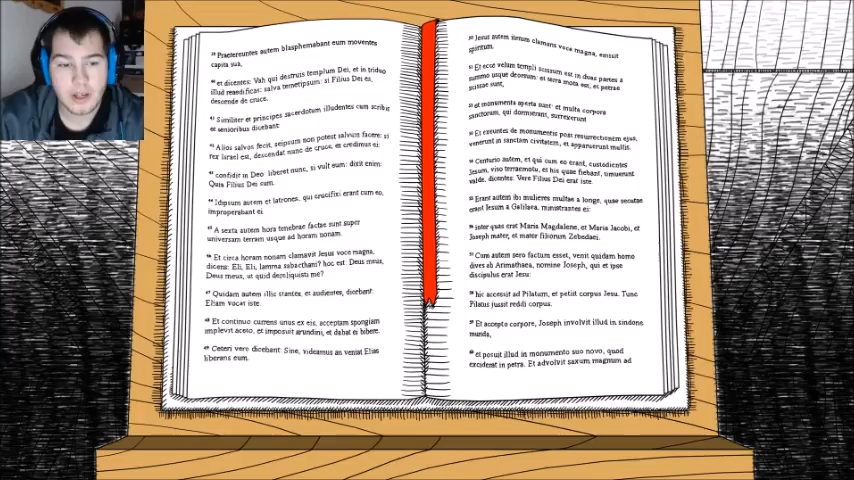 39 Praetereuntes autem blasphemabant eum moventes
capita sua,
40 et dicentes: Vah qui destruis templum Dei, et in triduo
illud reaedificas: salva temetipsum: si Filius Dei es,
descende de cruce.
41 Similiter et principes sacerdotum illudentes cum scribis
et senioribus dicebant:
42 Alios salvos fecit, seipsum non potest salvum facere: si
rex Israel est, descendat nunc de cruce, et credimus ei:
43 confidit in Deo: liberet nunc, si vult eum: dixit enim:
Quia Filius Dei sum.
44 Idipsum autem et latrones, qui crucifixi erant cum eo,
improperabant ei.
45 A sexta autem hora tenebrae factae sunt super
universam terram usque ad horam nonam.
46 Et circa horam nonam clamavit Jesus voce magna,
dicens: Eli, Eli, lamma sabacthani? hoc est: Deus meus,
Deus meus, ut quid dereliquisti me?
47 Quidam autem illic stantes, et audientes, dicebant:
Eliam vocat iste.
48 Et continuo currens unus ex eis, acceptam spongiam
implevit aceto, et imposuit arundini, et dabat ei bibere.
49 Ceteri vero dicebant: Sine, videamus an veniat Elias
liberans eum.
50 Jesus autem iterum clamans voce magna, emisit
spiritum.
51 Et ecce velum templi scissum est in duas partes a
summo usque deorsum: et terra mota est, et petrae
scissae sunt,
52 et monumenta aperta sunt: et multa corpora
sanctorum, qui dormierant, surrexerunt.
53 Et exeuntes de monumentis post resurrectionem ejus,
venerunt in sanctam civitatem, et apparuerunt multis.
54 Centurio autem, et qui cum eo erant, custodientes
Jesum, viso terraemotu, et his quae fiebant, timuerunt
valde, dicentes: Vere Filius Dei erat iste.
55 Erant autem ibi mulieres multae a longe, quae secutae
erant Jesum a Galilaea, ministrantes ei:
56 inter quas erat Maria Magdalene, et Maria Jacobi, et
Joseph mater, et mater filiorum Zebedaei.
57 Cum autem sero factum esset, venit quidam homo
dives ab Arimathaea, nomine Joseph, qui et ipse
discipulus erat Jesu:
58 hic accessit ad Pilatum, et petiit corpus Jesu. Tunc
Pilatus jussit reddi corpus.
59 Et accepto corpore, Joseph involvit illud in sindone
munda,
60 et posuit illud in monumento suo novo, quod
exciderat in petra. Et advolvit saxum magnum ad